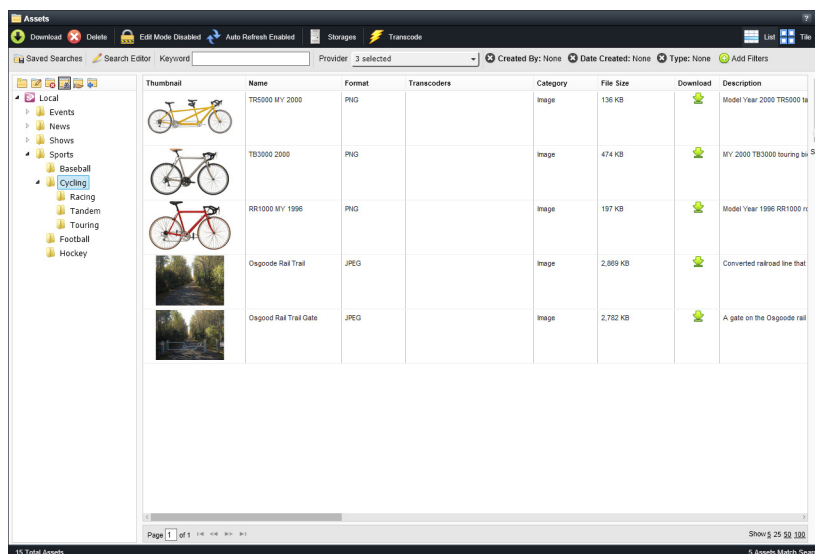 Assets ?
Download Delete Edit Mode Disabled Auto Refresh Enabled Storages Transcode List Tile
Saved Searches Search Editor Keyword Provider 3 selected Created By: None Date Created: None Type: None Add Filters
Thumbnail Name Format Transcoders Category File Size Download Description
Local
Events
News
Shows
Sports
Baseball
Cycling
Racing
Tandem
Touring
Football
Hockey
TR5000 MY 2000 PNG Image 136 KB Model Year 2000 TR5000 ta
TB3000 2000 PNG Image 474 KB MY 2000 TB3000 touring bi
S
RR1000 MY 1996 PNG Image 197 KB Model Year 1996 RR1000 ro
Osgoode Rail Trail JPEG Image 2,869 KB Converted railroad line that
Osgood Rail Trail Gate JPEG Image 2,782 KB A gate on the Osgoode rail
Page 1 of 1 Show 5 25 50 100
15 Total Assets 5 Assets Match Sear